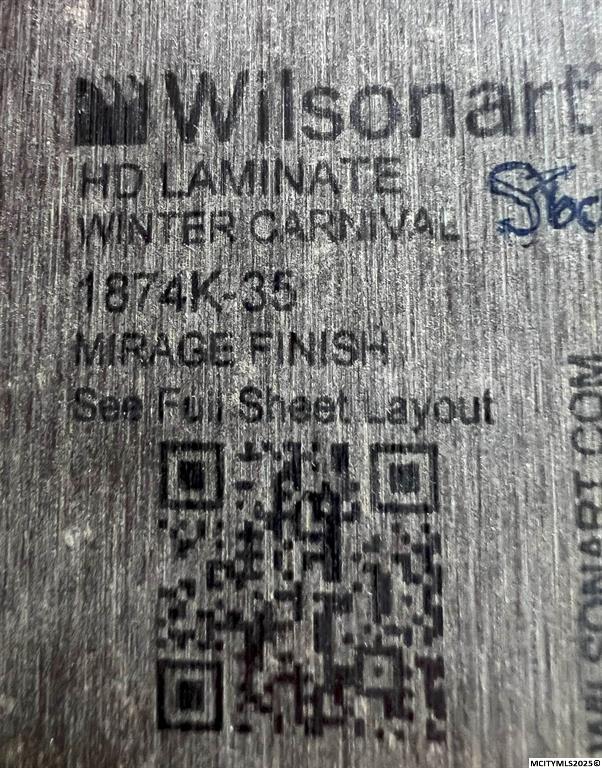 Wilsonart
HD LAMINATE
WINTER CARNIVAL
1874K-35
MIRAGE FINISH
See Full Sheet Layout
WILSONART.COM
MCITYMLS2025©